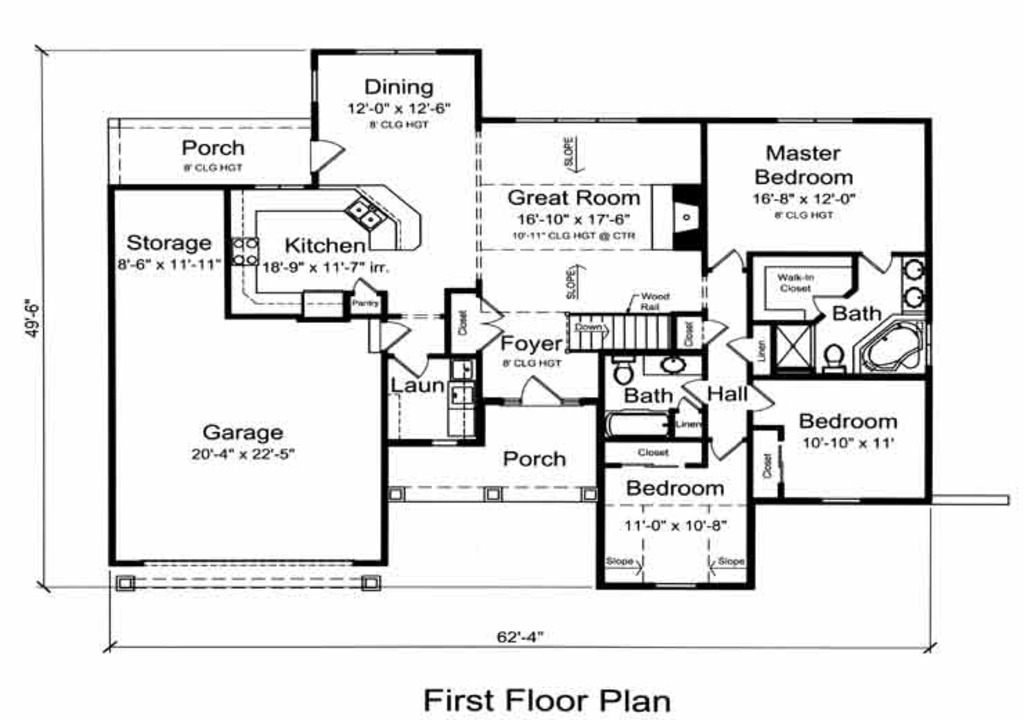 Dining
12'-0" x 12'-6"
8' CLG HGT
Porch
8' CLG HGT
SLOPE
Master
Bedroom
16'-8" x 12'-0"
8' CLG HGT
Great Room
16'-10" x 17'-6"
10'-11" CLG HGT @ CTR
Storage
8'-6" x 11'-11"
Kitchen
18'-9" x 11'-7" irr.
Pantry
SLOPE
Wood
Rail
Walk-In
Closet
Bath
49'-6"
Closet
Foyer
8' CLG HGT
Down
Closet
Linen
Laun
Bath
Linen
Hall
Bedroom
10'-10" x 11'
Closet
Garage
20'-4" x 22'-5"
Porch
Closet
Bedroom
11'-0" x 10'-8"
Slope
Slope
62'-4"
First Floor Plan